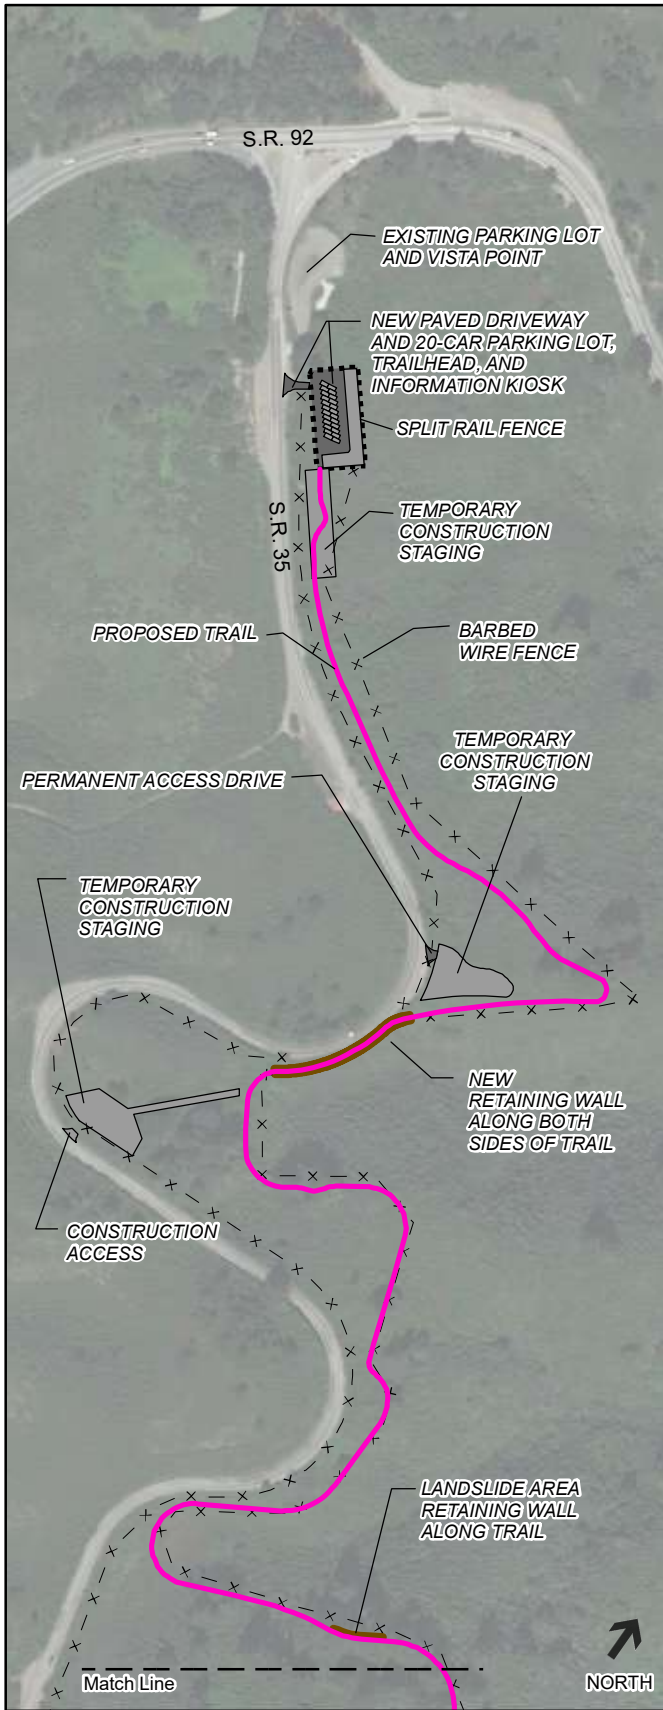 S.R. 92
EXISTING PARKING LOT
AND VISTA POINT
NEW PAVED DRIVEWAY
AND 20-CAR PARKING LOT,
TRAILHEAD, AND
INFORMATION KIOSK
SPLIT RAIL FENCE
S.R. 35
TEMPORARY
CONSTRUCTION
STAGING
PROPOSED TRAIL
BARBED
WIRE FENCE
TEMPORARY
CONSTRUCTION
STAGING
PERMANENT ACCESS DRIVE
TEMPORARY
CONSTRUCTION
STAGING
NEW
RETAINING WALL
ALONG BOTH
SIDES OF TRAIL
CONSTRUCTION
ACCESS
LANDSLIDE AREA
RETAINING WALL
ALONG TRAIL
Match Line
NORTH